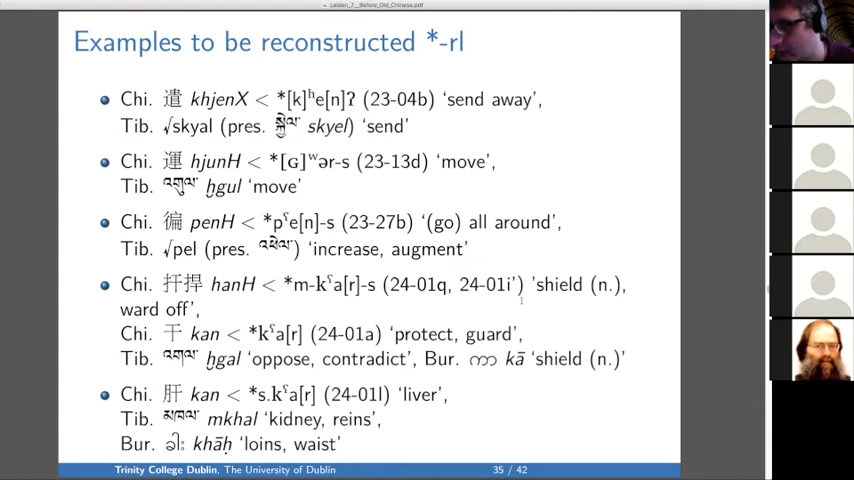 Leiden_7__Before_Old_Chinese.pdf
Examples to be reconstructed *-rl
Chi. 遣 khjenX < *[k]ʰe[n]ʔ (23-04b) ‘send away’,
Tib. √skyal (pres. སྐྱེལ་ skyel) ‘send’
Chi. 運 hjunH < *[ɢ]ʷər-s (23-13d) ‘move’,
Tib. འགུལ་ ḫgul ‘move’
Chi. 徧 penH < *pˤe[n]-s (23-27b) ‘(go) all around’,
Tib. √pel (pres. འཕེལ་) ‘increase, augment’
Chi. 扞捍 hanH < *m-kˤa[r]-s (24-01q, 24-01i’) ’shield (n.),
ward off’,
Chi. 干 kan < *kˤa[r] (24-01a) ‘protect, guard’,
Tib. འགལ་ ḫgal ‘oppose, contradict’, Bur. ကာ kā ‘shield (n.)’
Chi. 肝 kan < *s.kˤa[r] (24-01l) ‘liver’,
Tib. མཁལ་ mkhal ‘kidney, reins’,
Bur. ခါး khāḥ ‘loins, waist’
Trinity College Dublin, The University of Dublin 35 / 42